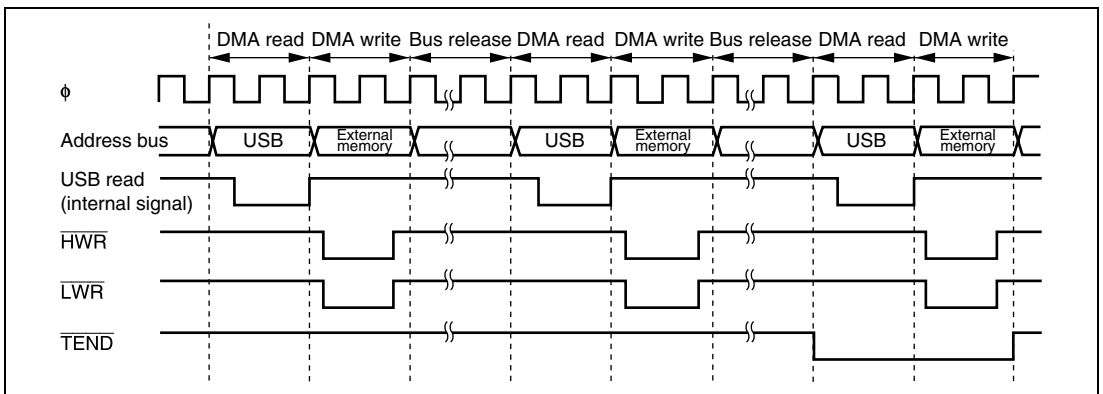 DMA read DMA write Bus release DMA read DMA write Bus release DMA read DMA write
ϕ
Address bus USB External memory USB External memory USB External memory
USB read
(internal signal)
HWR
LWR
TEND